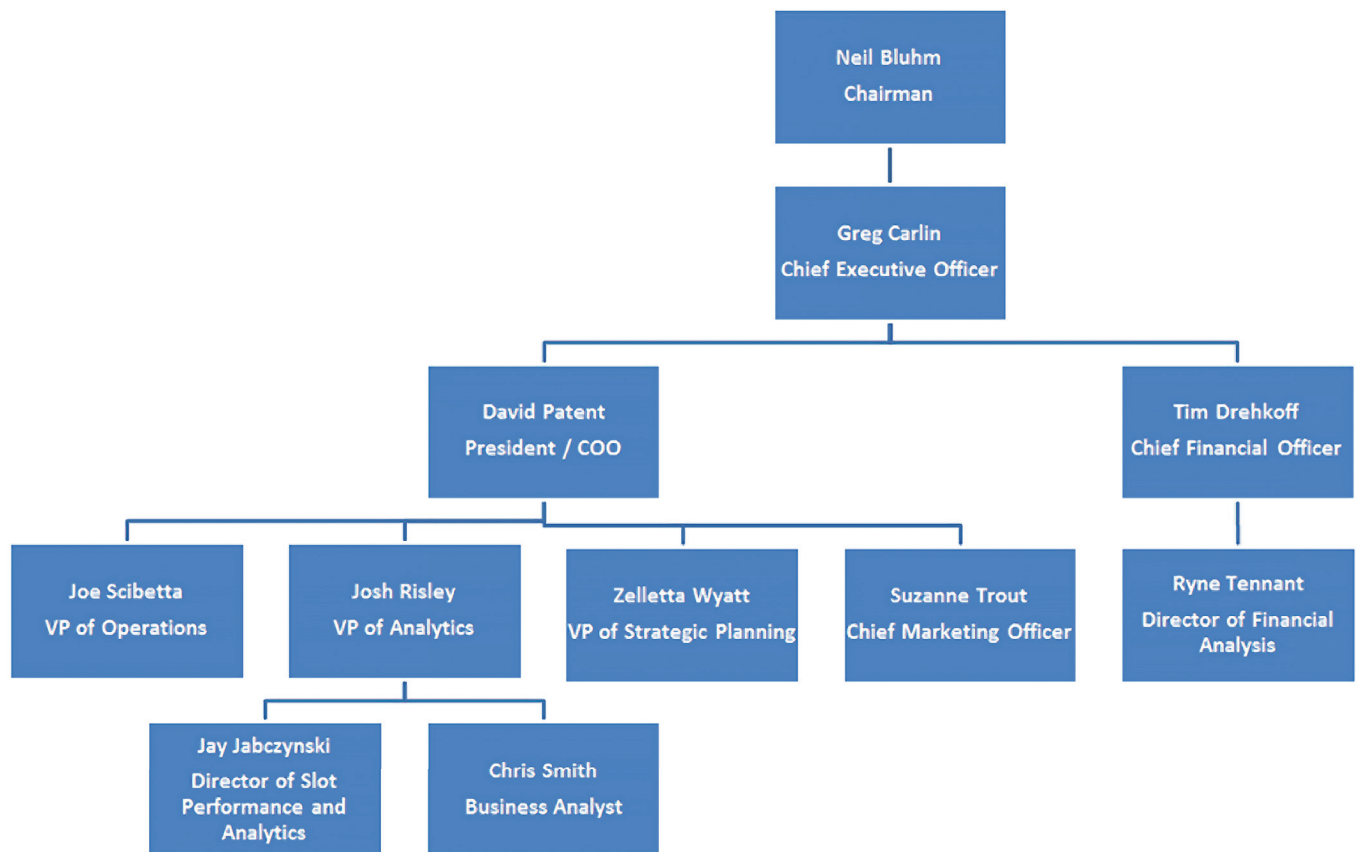 Neil Bluhm
Chairman
Greg Carlin
Chief Executive Officer
David Patent
President / COO
Tim Drehkoff
Chief Financial Officer
Joe Scibetta
VP of Operations
Josh Risley
VP of Analytics
Zelletta Wyatt
VP of Strategic Planning
Suzanne Trout
Chief Marketing Officer
Ryne Tennant
Director of Financial
Analysis
Jay Jabczynski
Director of Slot
Performance and
Analytics
Chris Smith
Business Analyst